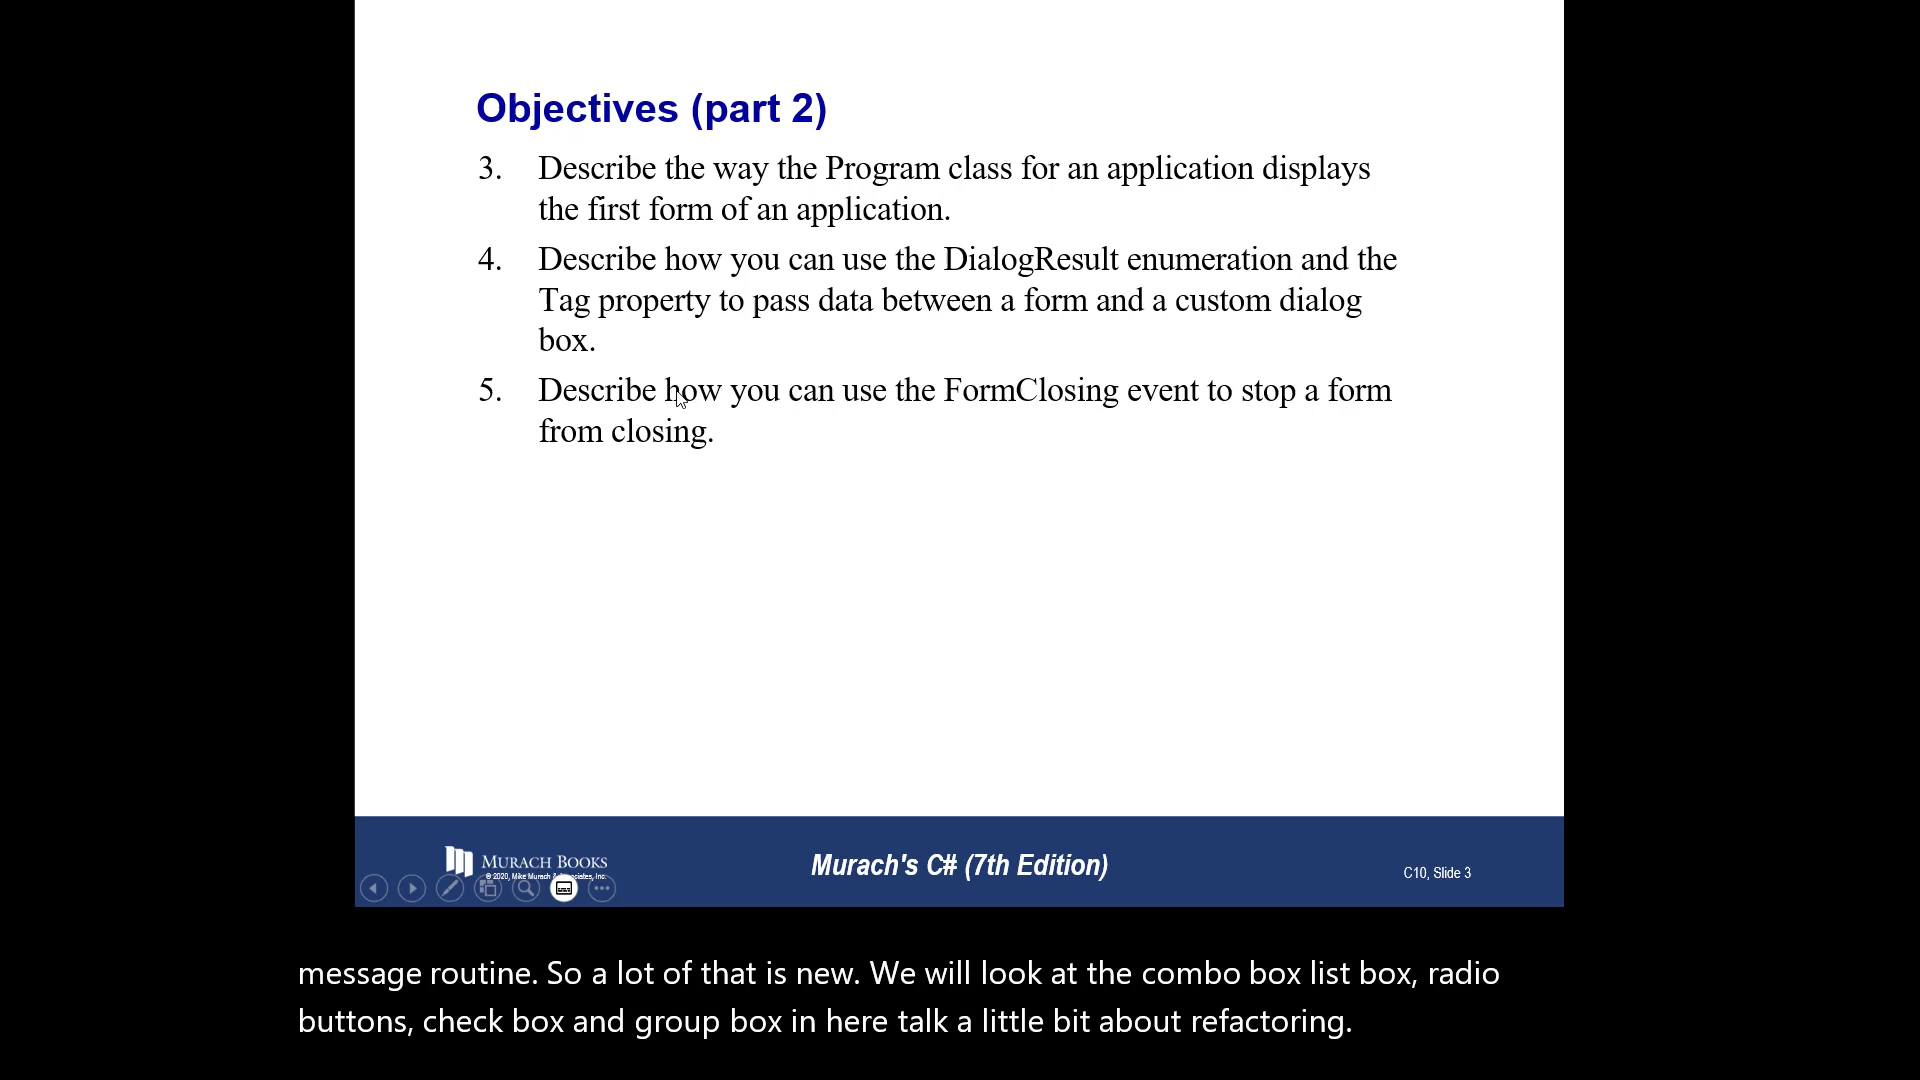 Objectives (part 2)
3. Describe the way the Program class for an application displays
the first form of an application.
4. Describe how you can use the DialogResult enumeration and the
Tag property to pass data between a form and a custom dialog
box.
5. Describe how you can use the FormClosing event to stop a form
from closing.
MURACH BOOKS
© 2020, Mike Murach & Associates, Inc.
Murach's C# (7th Edition)
C10, Slide 3
message routine. So a lot of that is new. We will look at the combo box list box, radio
buttons, check box and group box in here talk a little bit about refactoring.